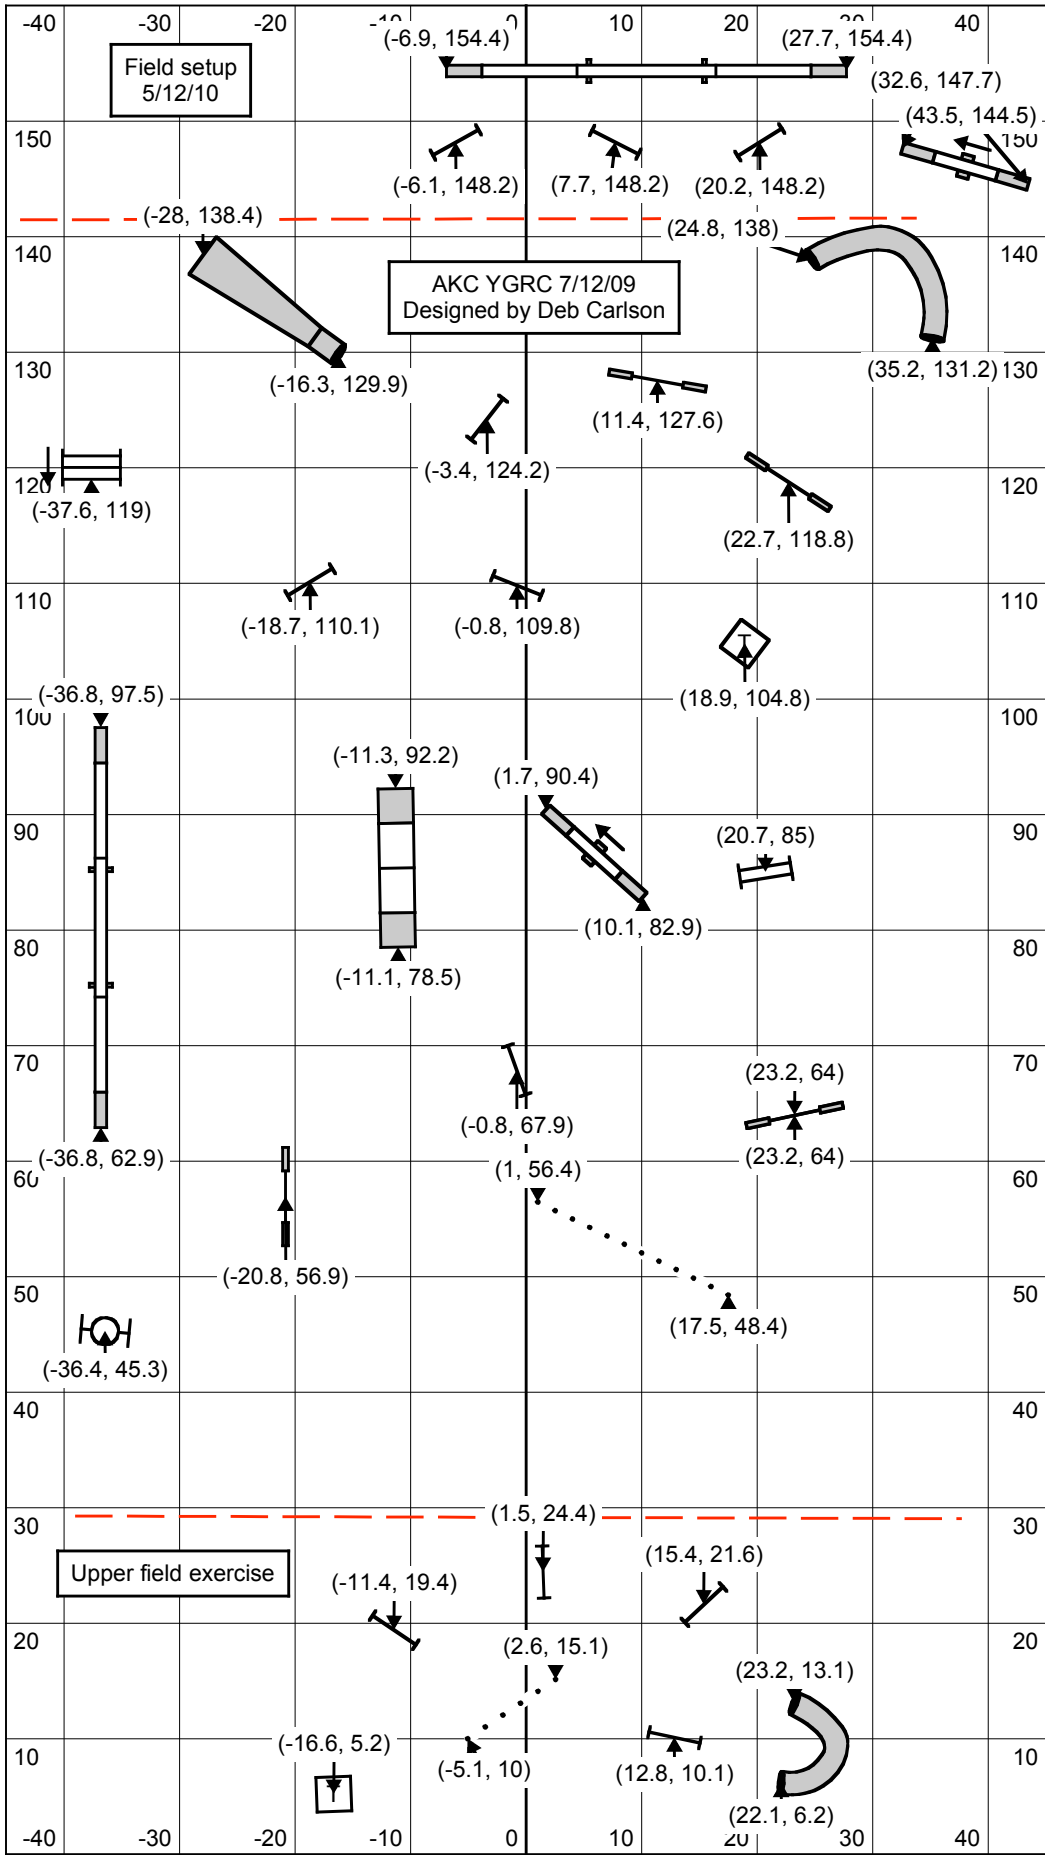 -40 -30 -20 -10 0 10 20 30 40
(-6.9, 154.4) (27.7, 154.4)
Field setup
5/12/10
(32.6, 147.7)
(43.5, 144.5)
150 150
(-6.1, 148.2) (7.7, 148.2) (20.2, 148.2)
(-28, 138.4)
(24.8, 138)
140 140
AKC YGRC 7/12/09
Designed by Deb Carlson
130 130
(-16.3, 129.9) (35.2, 131.2)
(11.4, 127.6)
(-3.4, 124.2)
120 120
(-37.6, 119)
(22.7, 118.8)
110 110
(-18.7, 110.1) (-0.8, 109.8)
(-36.8, 97.5) (18.9, 104.8)
100 100
(-11.3, 92.2)
(1.7, 90.4)
90 90
(20.7, 85)
(10.1, 82.9)
80 80
(-11.1, 78.5)
70 70
(23.2, 64)
(-0.8, 67.9)
(-36.8, 62.9) (23.2, 64)
60 (1, 56.4) 60
(-20.8, 56.9)
50 50
(17.5, 48.4)
(-36.4, 45.3)
40 40
(1.5, 24.4)
30 30
(15.4, 21.6)
Upper field exercise
(-11.4, 19.4)
20 20
(2.6, 15.1)
(23.2, 13.1)
(-16.6, 5.2)
10 10
(-5.1, 10) (12.8, 10.1)
(22.1, 6.2)
-40 -30 -20 -10 0 10 20 30 40